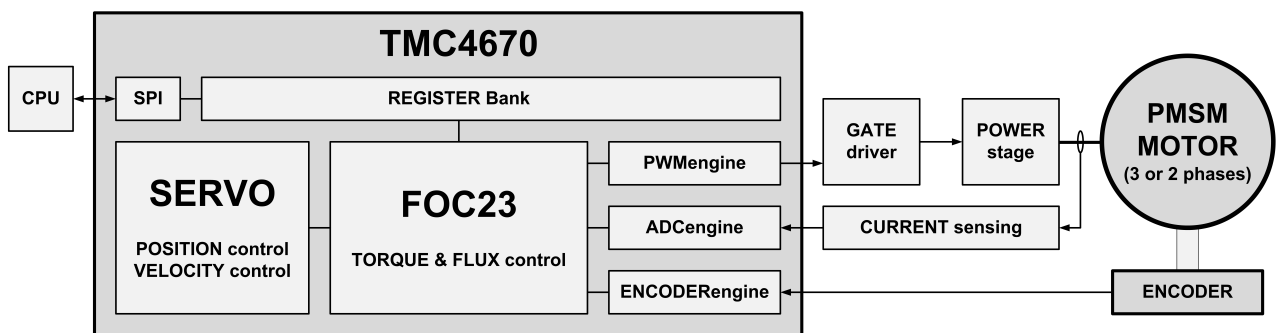 TMC4670
CPU
SPI
REGISTER Bank
SERVO
POSITION control
VELOCITY control
FOC23
TORQUE & FLUX control
PWMengine
ADCengine
ENCODERengine
GATE
driver
POWER
stage
CURRENT sensing
PMSM
MOTOR
(3 or 2 phases)
ENCODER